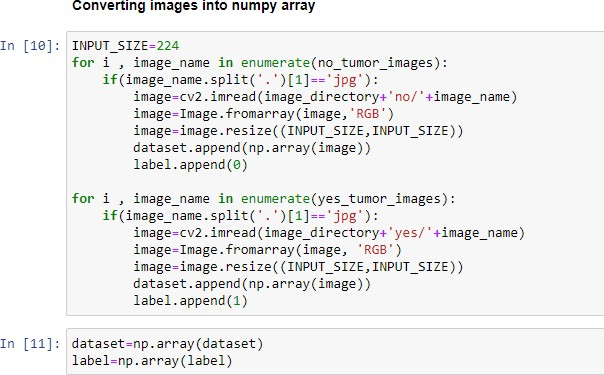 Converting images into numpy array
In [10]: INPUT_SIZE=224
for i , image_name in enumerate(no_tumor_images):
    if(image_name.split('.')[1]=='jpg'):
        image=cv2.imread(image_directory+'no/'+image_name)
        image=Image.fromarray(image,'RGB')
        image=image.resize((INPUT_SIZE,INPUT_SIZE))
        dataset.append(np.array(image))
        label.append(0)
for i , image_name in enumerate(yes_tumor_images):
    if(image_name.split('.')[1]=='jpg'):
        image=cv2.imread(image_directory+'yes/'+image_name)
        image=Image.fromarray(image, 'RGB')
        image=image.resize((INPUT_SIZE,INPUT_SIZE))
        dataset.append(np.array(image))
        label.append(1)
In [11]: dataset=np.array(dataset)
label=np.array(label)